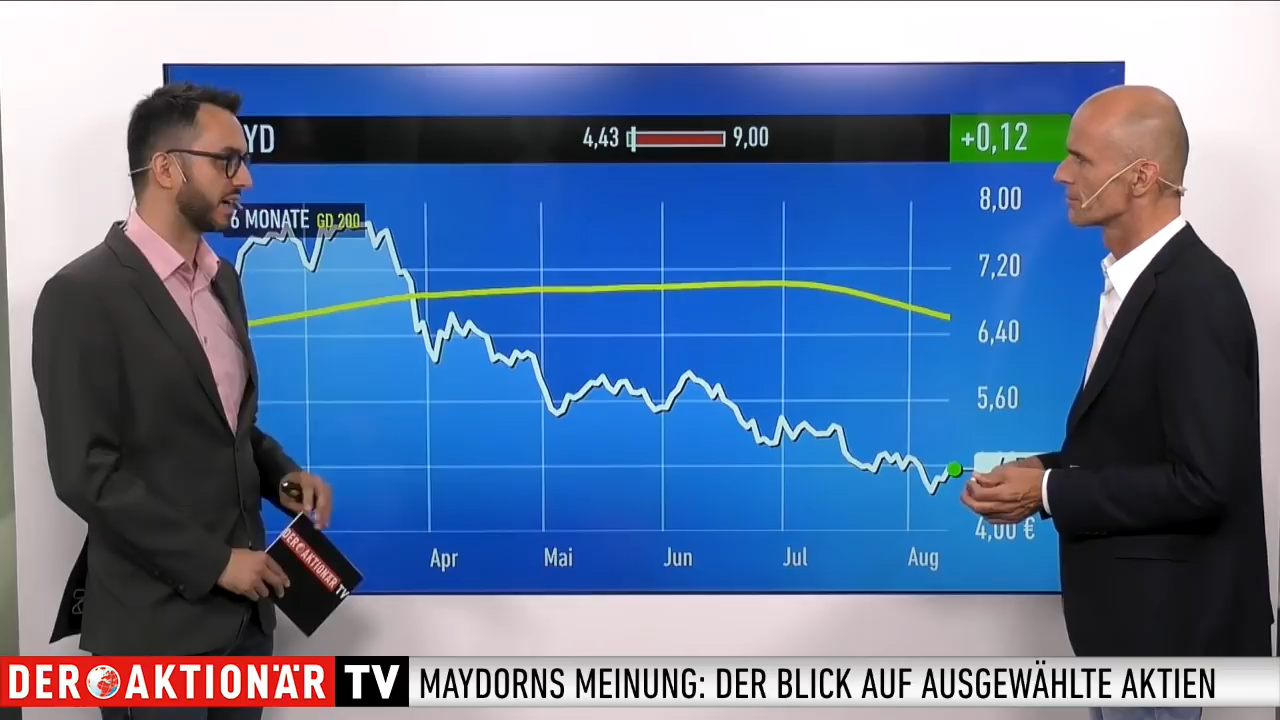 YD
4,43
9,00
+0,12
6 MONATE GD 200
8,00
7,20
6,40
5,60
4,00 €
Apr
Mai
Jun
Jul
Aug
DER AKTIONÄR TV
DER AKTIONÄR TV
MAYDORNS MEINUNG: DER BLICK AUF AUSGEWÄHLTE AKTIEN